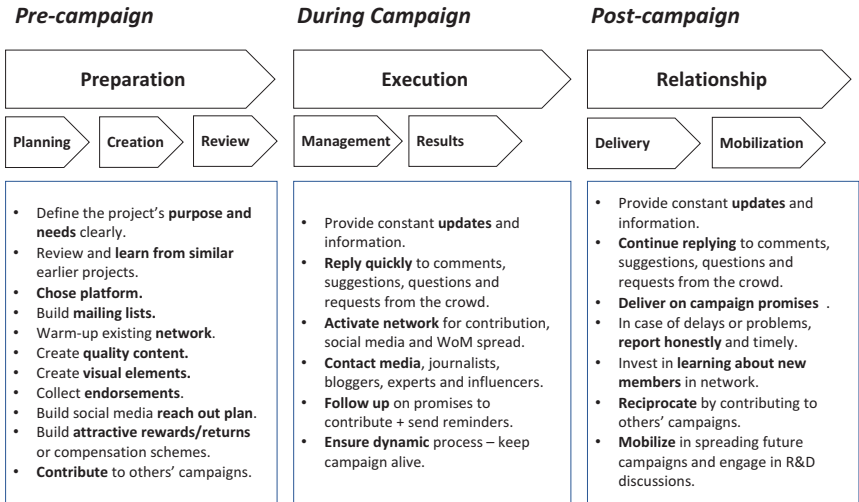 Pre-campaign
During Campaign
Post-campaign
Preparation
Execution
Relationship
Planning
Creation
Review
Management
Results
Delivery
Mobilization
• Define the project's purpose and
needs clearly.
• Review and learn from similar
earlier projects.
• Chose platform.
• Build mailing lists.
• Warm-up existing network.
• Create quality content.
• Create visual elements.
• Collect endorsements.
• Build social media reach out plan.
• Build attractive rewards/returns
or compensation schemes.
• Contribute to others' campaigns.
• Provide constant updates and
information.
• Reply quickly to comments,
suggestions, questions and
requests from the crowd.
• Activate network for contribution,
social media and WoM spread.
• Contact media, journalists,
bloggers, experts and influencers.
• Follow up on promises to
contribute + send reminders.
• Ensure dynamic process – keep
campaign alive.
• Provide constant updates and
information.
• Continue replying to comments,
suggestions, questions and
requests from the crowd.
• Deliver on campaign promises .
• In case of delays or problems,
report honestly and timely.
• Invest in learning about new
members in network.
• Reciprocate by contributing to
others' campaigns.
• Mobilize in spreading future
campaigns and engage in R&D
discussions.